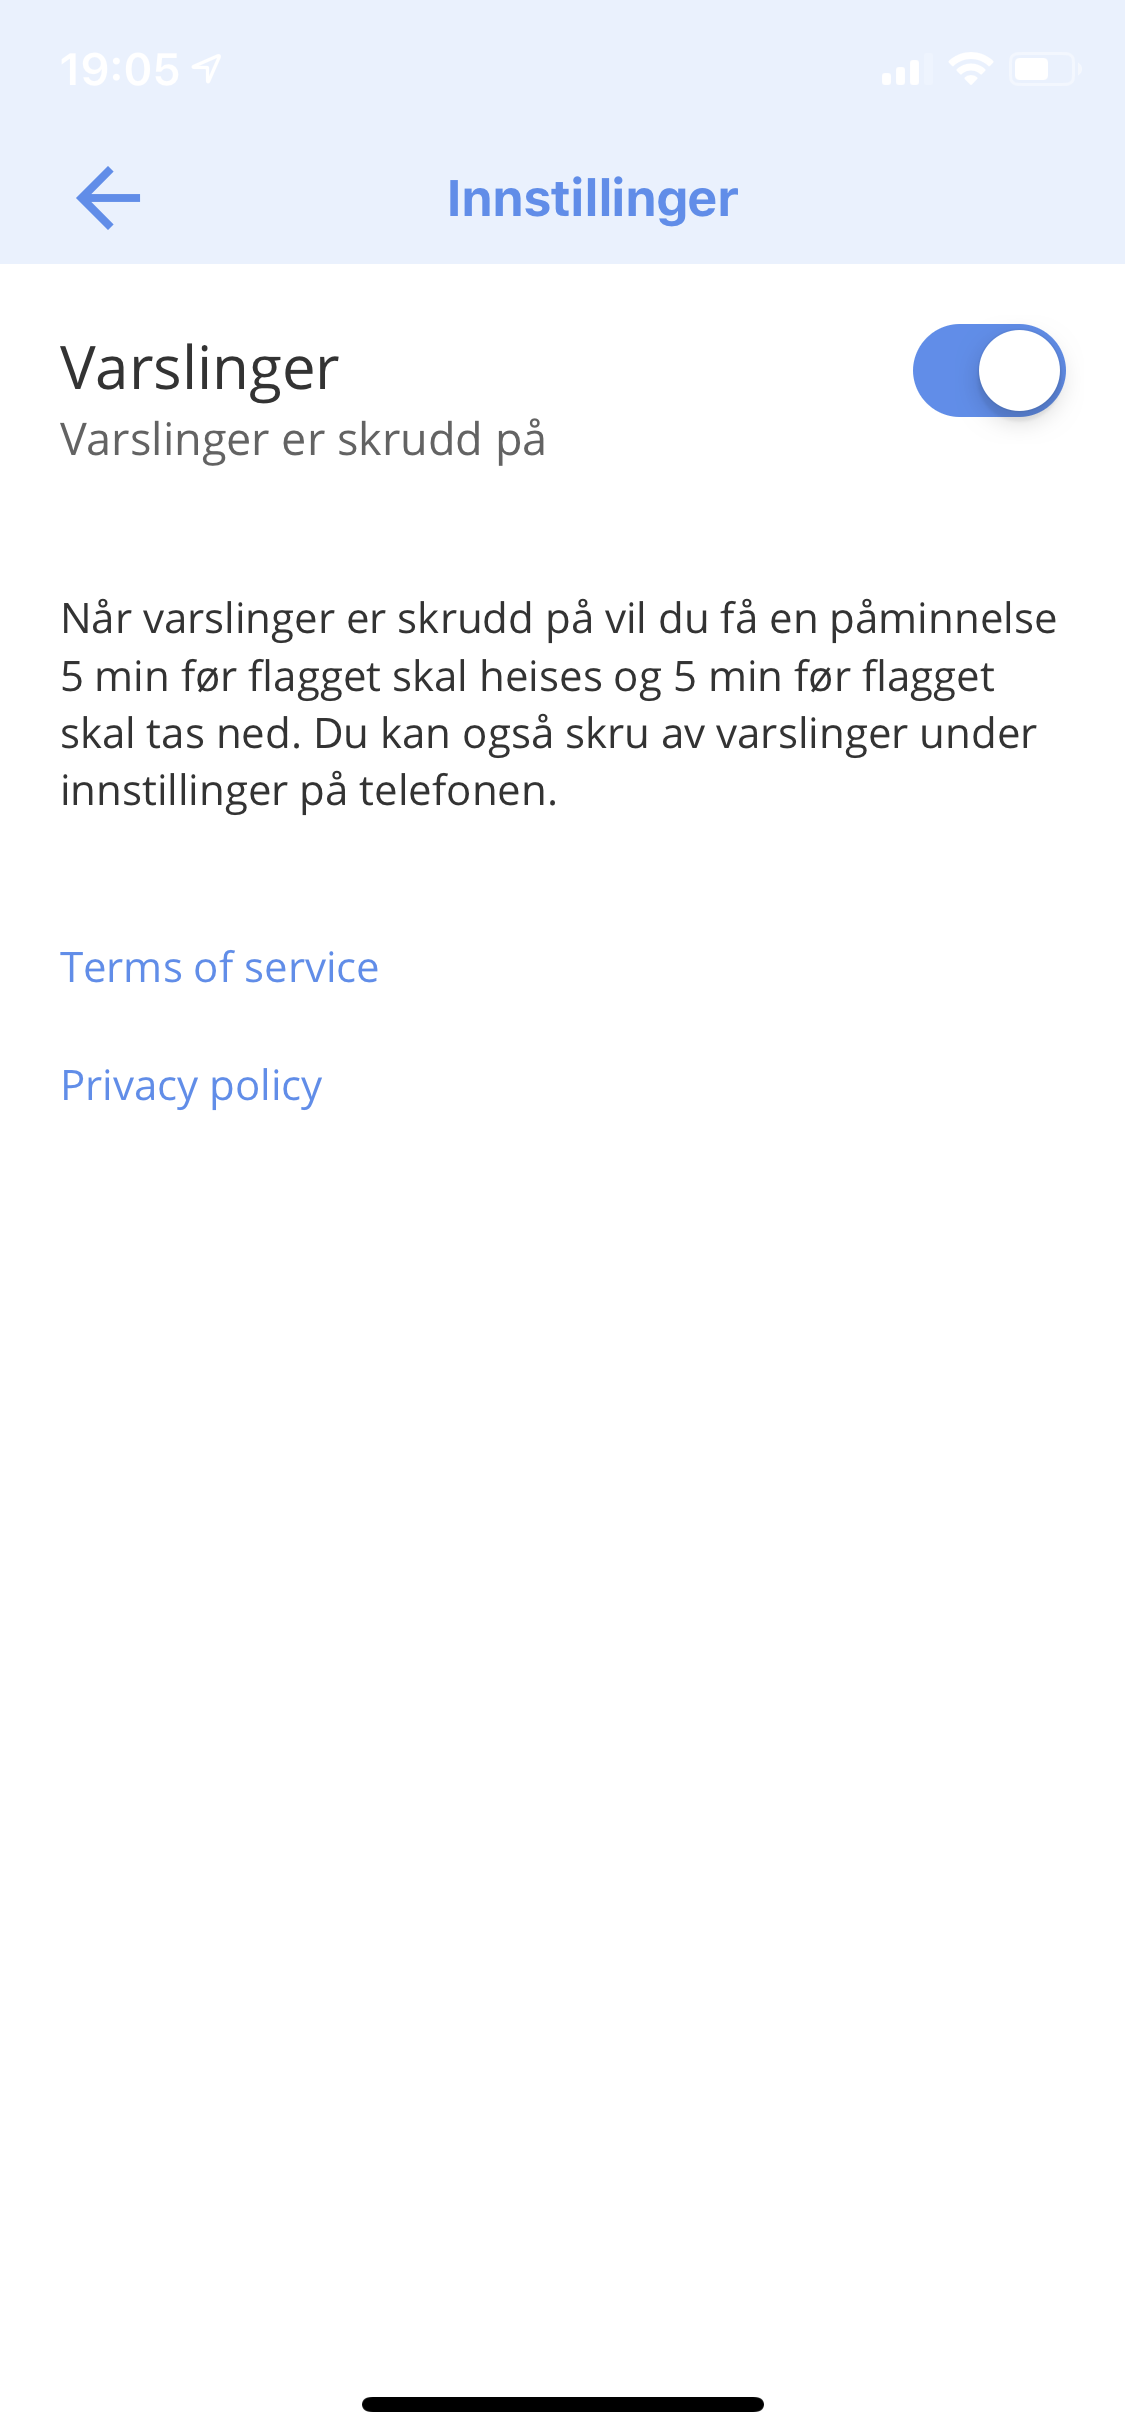 19:05
Innstillinger
Varslinger
Varslinger er skrudd på
Når varslinger er skrudd på vil du få en påminnelse
5 min før flagget skal heises og 5 min før flagget
skal tas ned. Du kan også skru av varslinger under
innstillinger på telefonen.
Terms of service
Privacy policy